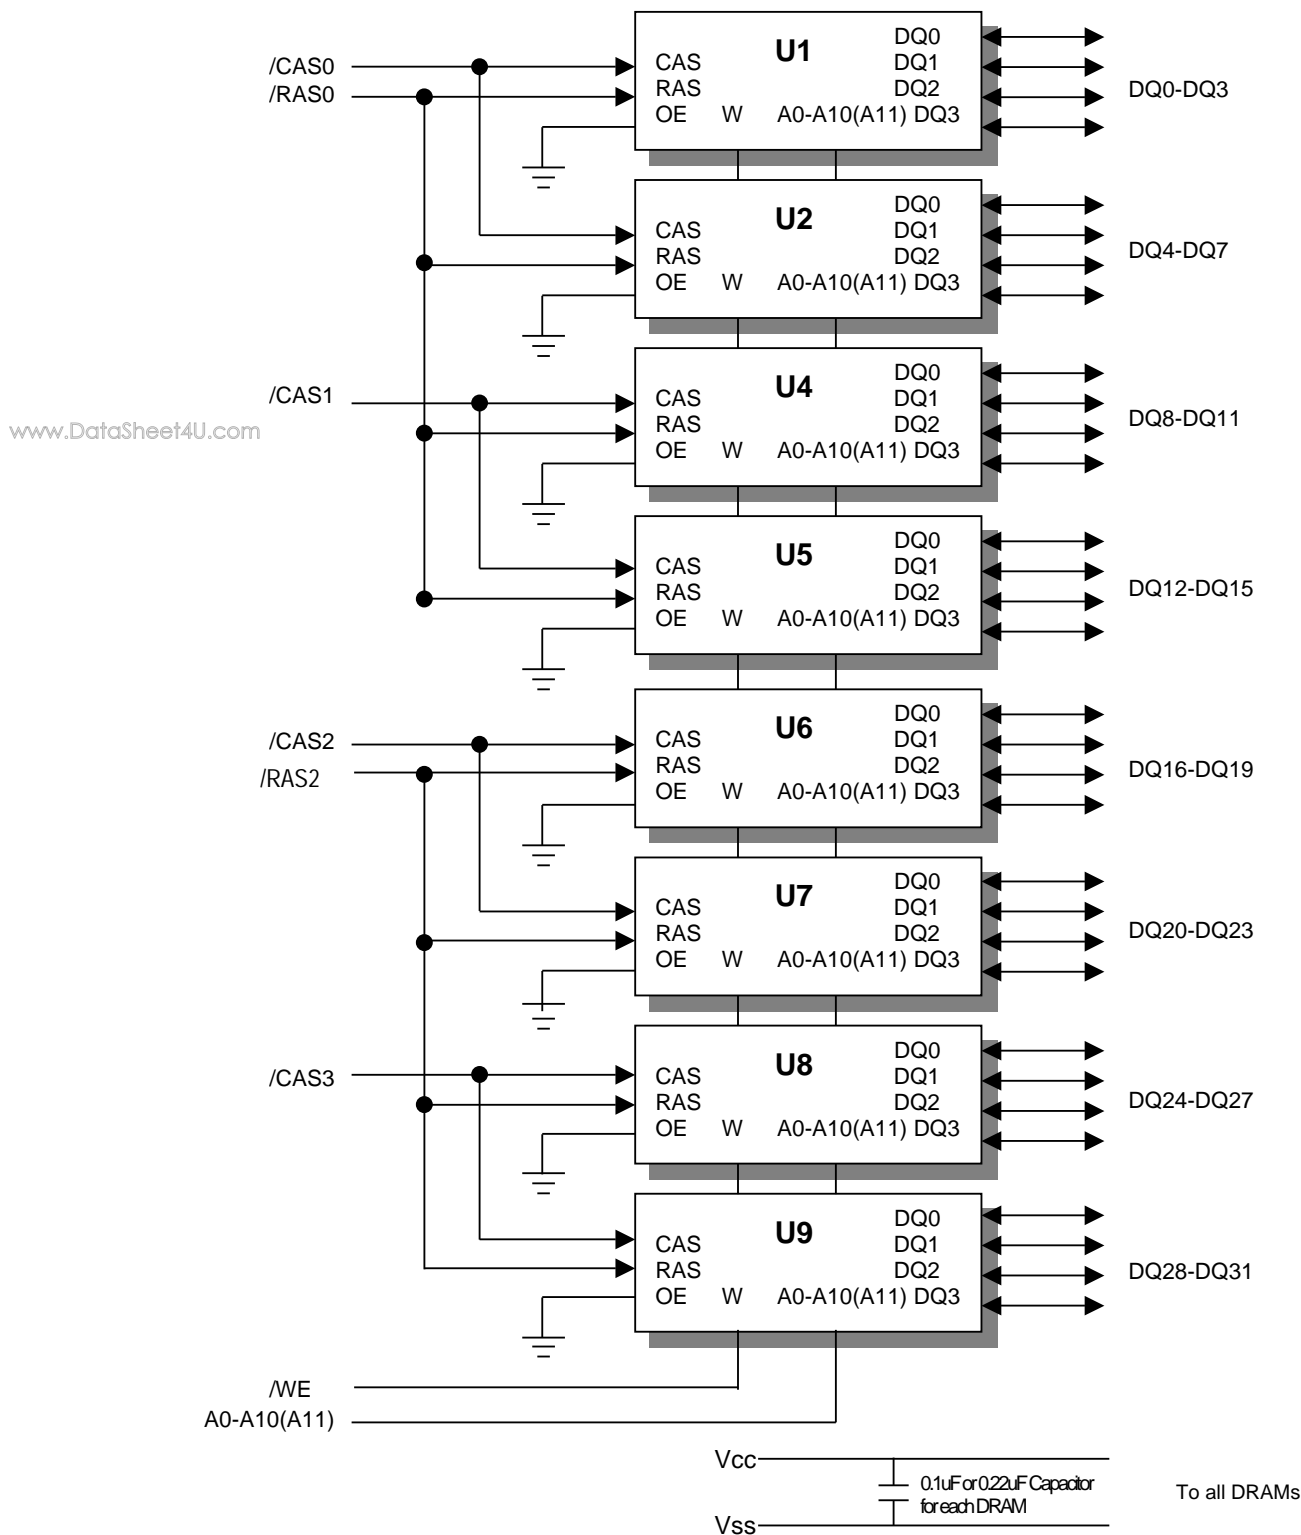 /CAS0
/RAS0
U1
CAS
RAS
OE W A0-A10(A11) DQ3
DQ0
DQ1
DQ2
DQ0-DQ3
U2
CAS
RAS
OE W A0-A10(A11) DQ3
DQ0
DQ1
DQ2
DQ4-DQ7
/CAS1
www.DataSheet4U.com
U4
CAS
RAS
OE W A0-A10(A11) DQ3
DQ0
DQ1
DQ2
DQ8-DQ11
U5
CAS
RAS
OE W A0-A10(A11) DQ3
DQ0
DQ1
DQ2
DQ12-DQ15
/CAS2
/RAS2
U6
CAS
RAS
OE W A0-A10(A11) DQ3
DQ0
DQ1
DQ2
DQ16-DQ19
U7
CAS
RAS
OE W A0-A10(A11) DQ3
DQ0
DQ1
DQ2
DQ20-DQ23
/CAS3
U8
CAS
RAS
OE W A0-A10(A11) DQ3
DQ0
DQ1
DQ2
DQ24-DQ27
U9
CAS
RAS
OE W A0-A10(A11) DQ3
DQ0
DQ1
DQ2
DQ28-DQ31
/WE
A0-A10(A11)
Vcc
0.1uF or 0.22uF Capacitor
for each DRAM
To all DRAMs
Vss